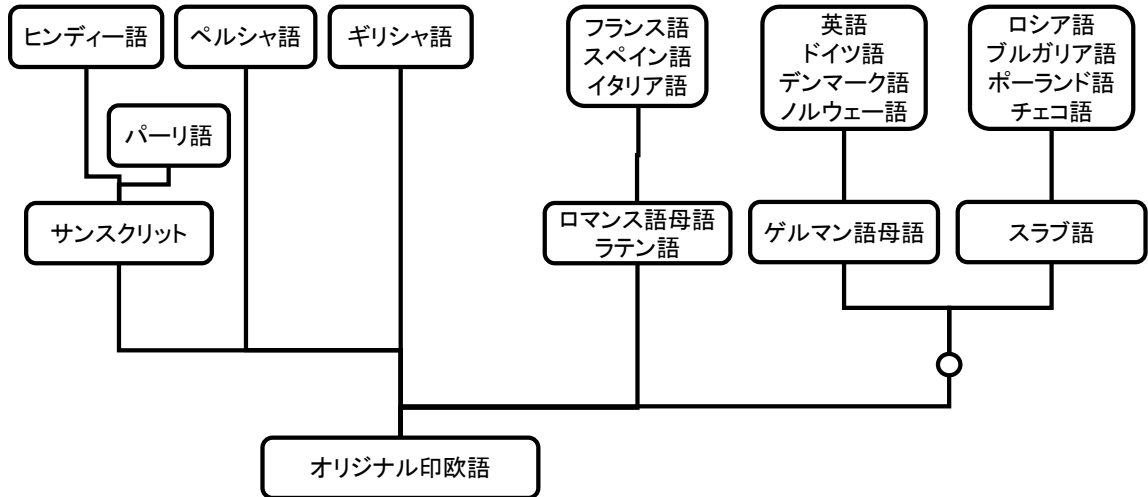 ヒンディー語
ペルシャ語
ギリシャ語
フランス語
スペイン語
イタリア語
英語
ドイツ語
デンマーク語
ノルウェー語
ロシア語
ブルガリア語
ポーランド語
チェコ語
パーリ語
サンスクリット
ロマンス語母語
ラテン語
ゲルマン語母語
スラブ語
オリジナル印欧語